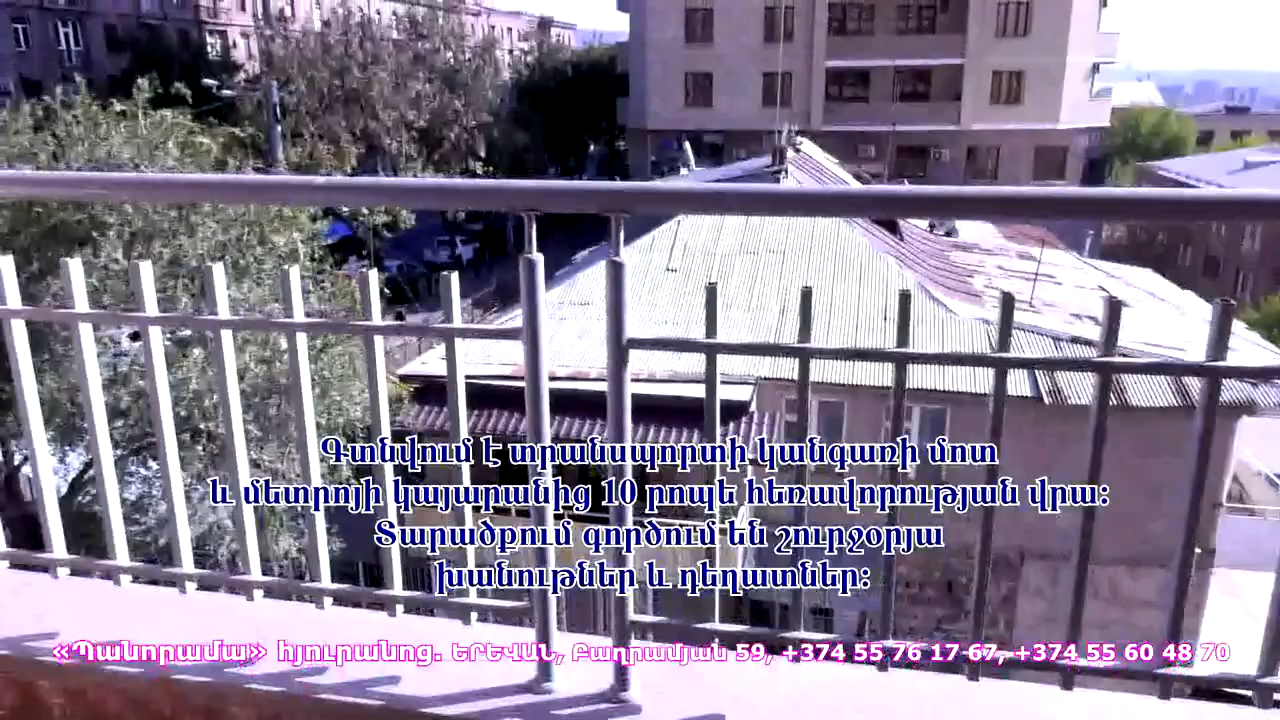 Գտնվում է տրանսպորտի կանգառի մոտ
և մետրոյի կայարանից 10 րոպե հեռավորության վրա:
Տարածքում գործում են շուրջօրյա
խանութներ և դեղատներ:
«Պանորամա» հյուրանոց. ԵՐԵՎԱՆ, Բաղրամյան 59, +374 55 76 17 67, +374 55 60 48 70